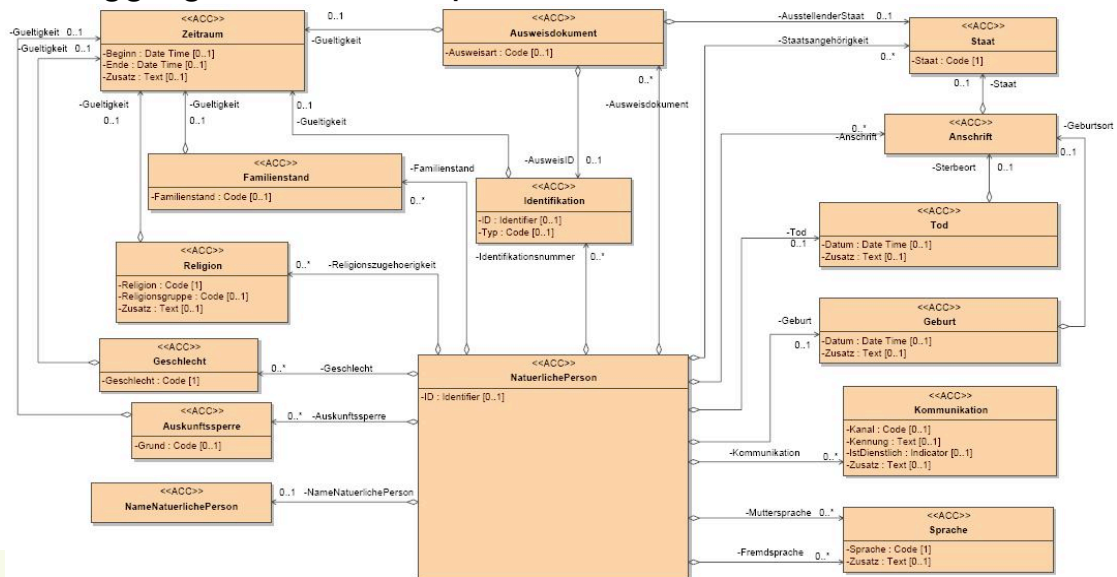 <<ACC>>
Zeitraum
-Beginn : Date Time [0..1]
-Ende : Date Time [0..1]
-Zusatz : Text [0..1]
<<ACC>>
Ausweisdokument
-Ausweisart : Code [0..1]
<<ACC>>
Staat
-Staat : Code [1]
-Gueltigkeit 0..1
-Gueltigkeit 0..1
0..1
-Gueltigkeit
-AusstellenderStaat 0..1
-Staatsangehörigkeit
0..*
-Gueltigkeit
0..1
-Gueltigkeit
0..1
0..1
-Gueltigkeit
0..*
-Ausweisdokument
0..1
-Staat
<<ACC>>
Anschrift
0..*
-Anschrift
-Geburtsort
0..1
-Sterbeort 0..1
<<ACC>>
Familienstand
-Familienstand : Code [0..1]
-Familienstand
0..*
-AusweisID 0..1
<<ACC>>
Identifikation
-ID : Identifier [0..1]
-Typ : Code [0..1]
-Identifikationsnummer 0..*
<<ACC>>
Tod
-Datum : Date Time [0..1]
-Zusatz : Text [0..1]
-Tod
0..1
<<ACC>>
Religion
-Religion : Code [1]
-Religionsgruppe : Code [0..1]
-Zusatz : Text [0..1]
0..* -Religionszugehoerigkeit
<<ACC>>
Geburt
-Datum : Date Time [0..1]
-Zusatz : Text [0..1]
-Geburt
0..1
<<ACC>>
Geschlecht
-Geschlecht : Code [1]
0..* -Geschlecht
<<ACC>>
NatuerlichePerson
-ID : Identifier [0..1]
<<ACC>>
Auskunftssperre
-Grund : Code [0..1]
0..* -Auskunftssperre
<<ACC>>
Kommunikation
-Kanal : Code [0..1]
-Kennung : Text [0..1]
-IstDienstlich : Indicator [0..1]
-Zusatz : Text [0..1]
-Kommunikation 0..*
<<ACC>>
NameNatuerlichePerson
0..1 -NameNatuerlichePerson
-Muttersprache 0..*
<<ACC>>
Sprache
-Sprache : Code [1]
-Zusatz : Text [0..1]
-Fremdsprache 0..*